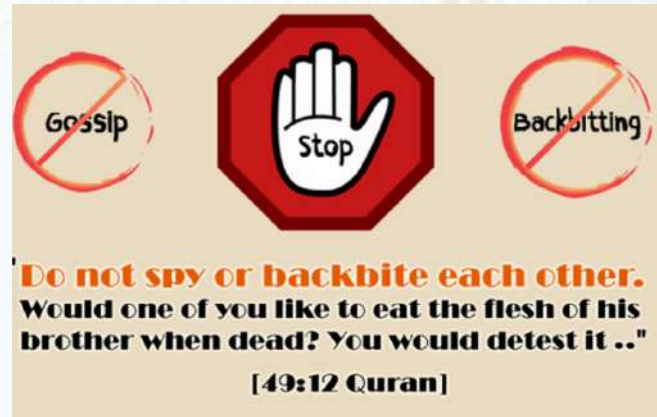 Gossip
Stop
Backbitting
"Do not spy or backbite each other.
Would one of you like to eat the flesh of his
brother when dead? You would detest it .."
[49:12 Quran]